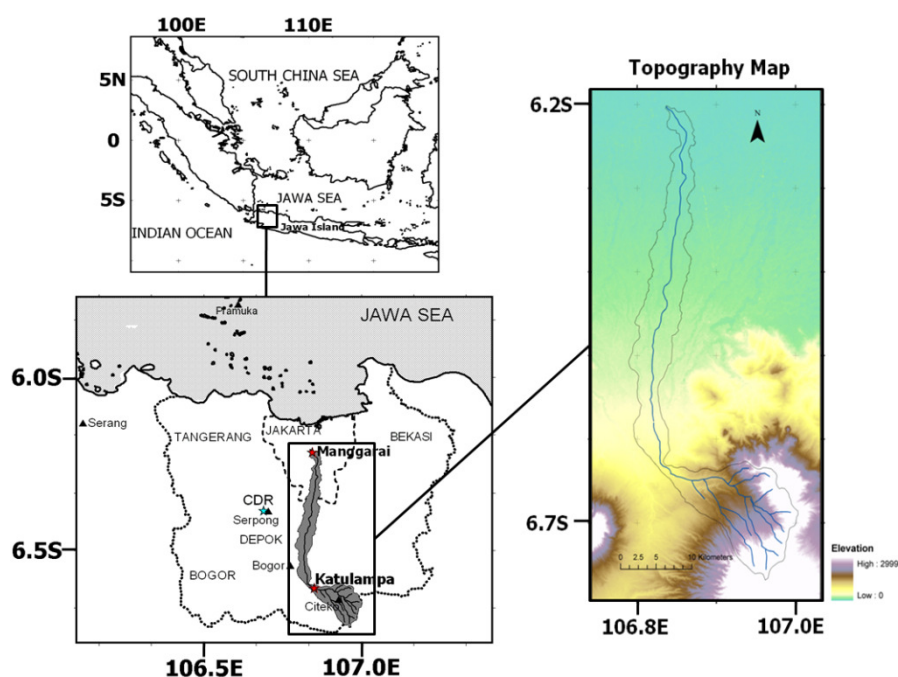 100E 110E
SOUTH CHINA SEA
5N
0
5S
JAWA SEA
INDIAN OCEAN
Jawa Island
Pramuka
JAWA SEA
6.0S
Serang
TANGERANG
JAKARTA
BEKASI
Manggarai
CDR
Serpong
DEPOK
6.5S
Bogor
BOGOR
Katulampa
Citeko
106.5E 107.0E
Topography Map
6.2S
N
6.7S
0 2.5 5 10 Kilometers
106.8E 107.0E
Elevation
High : 2999
Low : 0